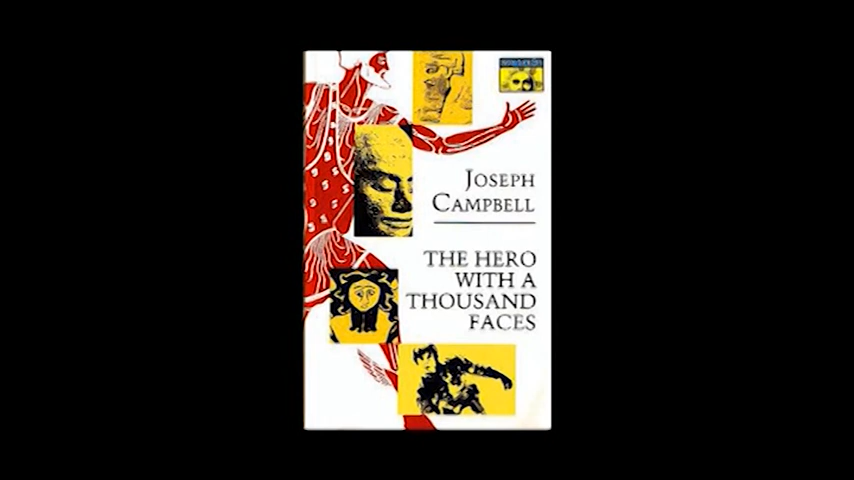 JOSEPH
CAMPBELL
THE HERO
WITH A
THOUSAND
FACES